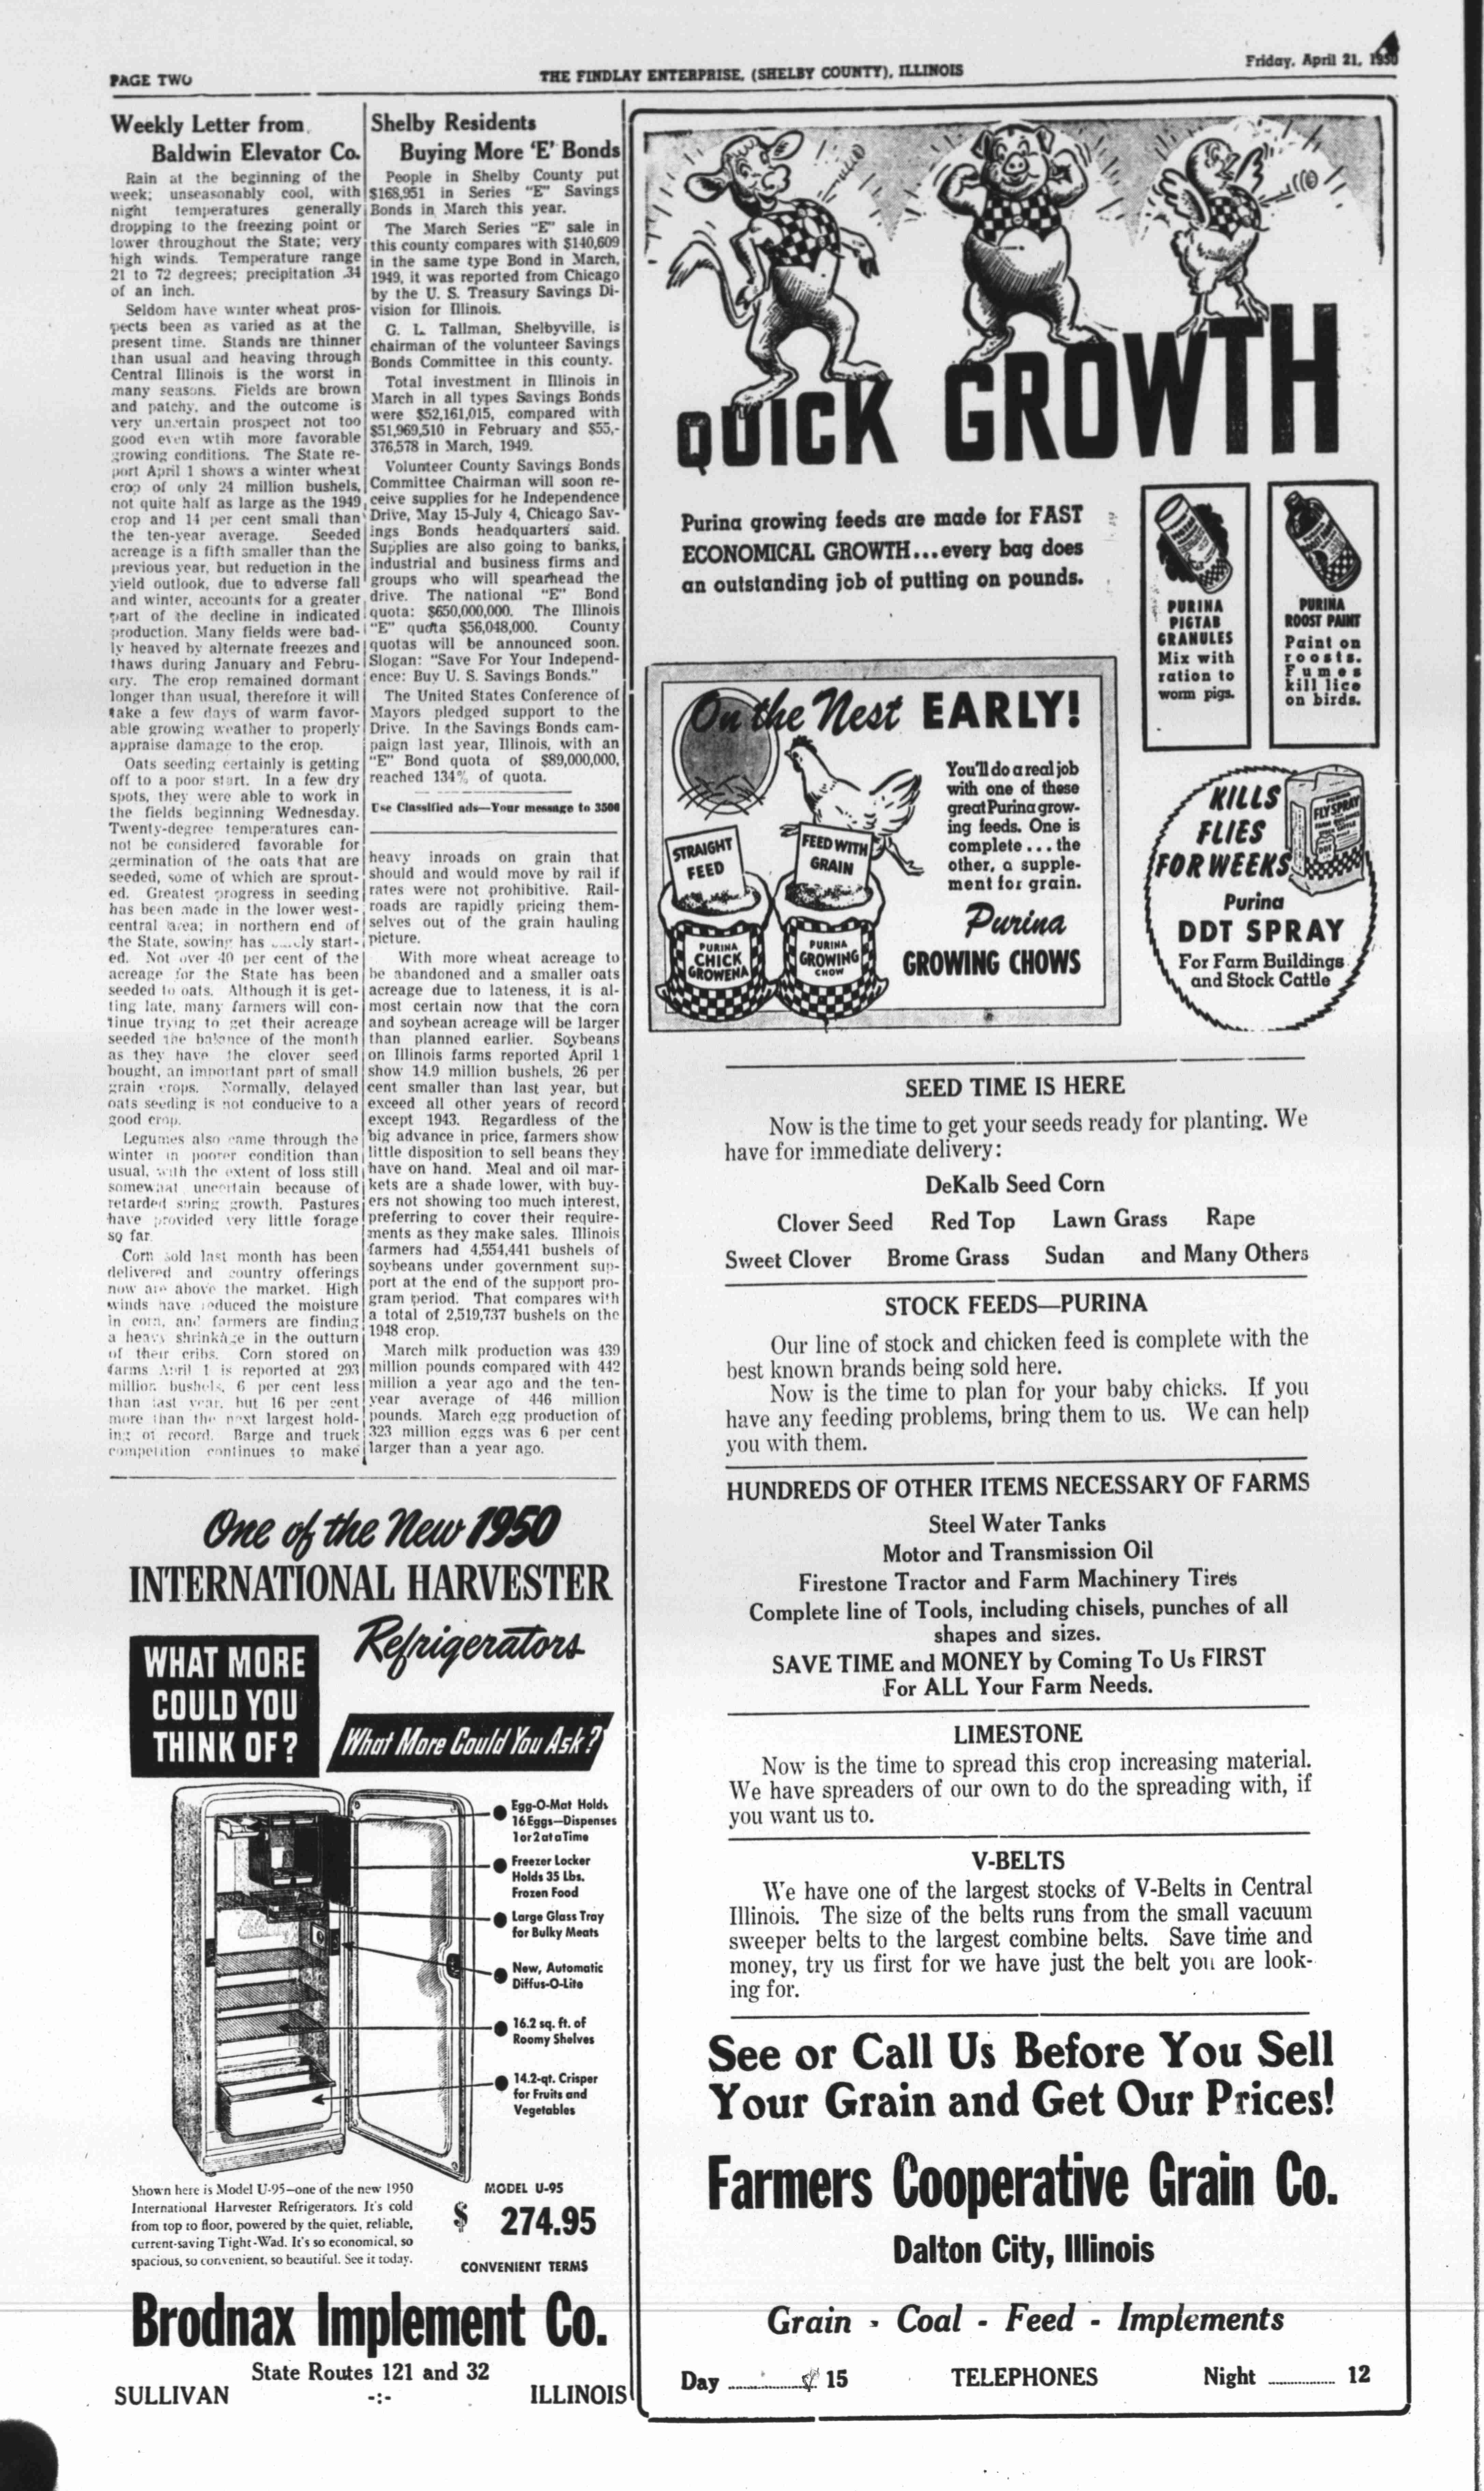 PAGE TWO
THE FINDLAY ENTERPRISE, (SHELBY COUNTY), ILLINOIS
Friday, April 21, 1950
Weekly Letter from
Baldwin Elevator Co.
Rain at the beginning of the
week; unseasonably cool, with
night temperatures generally
dropping to the freezing point or
lower throughout the State; very
high winds. Temperature range
21 to 72 degrees; precipitation .34
of an inch.
Seldom have winter wheat pros-
pects been as varied as at the
present time. Stands are thinner
than usual and heaving through
Central Illinois is the worst in
many seasons. Fields are brown
and patchy, and the outcome is
very uncertain prospect not too
good even wtih more favorable
growing conditions. The State re-
port April 1 shows a winter wheat
crop of only 24 million bushels,
not quite half as large as the 1949
crop and 14 per cent small than
the ten-year average. Seeded
acreage is a fifth smaller than the
previous year, but reduction in the
yield outlook, due to adverse fall
and winter, accounts for a greater
part of the decline in indicated
production. Many fields were bad-
ly heaved by alternate freezes and
thaws during January and Febru-
ary. The crop remained dormant
longer than usual, therefore it will
take a few days of warm favor-
able growing weather to properly
appraise damage to the crop.
Oats seeding certainly is getting
off to a poor start. In a few dry
spots, they were able to work in
the fields beginning Wednesday.
Twenty-degree temperatures can-
not be considered favorable for
germination of the oats that are
seeded, some of which are sprout-
ed. Greatest progress in seeding
has been made in the lower west-
central area; in northern end of
the State, sowing has start-
ed. Not over 40 per cent of the
acreage for the State has been
seeded to oats. Although it is get-
ting late, many farmers will con-
tinue trying to get their acreage
seeded the balance of the month
as they have the clover seed
bought, an important part of small
grain crops. Normally, delayed
oats seeding is not conducive to a
good crop.
Legumes also came through the
winter in poorer condition than
usual, with the extent of loss still
somewhat uncertain because of
retarded spring growth. Pastures
have provided very little forage
so far.
Corn sold last month has been
delivered and country offerings
now are above the market. High
winds have reduced the moisture
in corn, and farmers are finding
a heavy shrinkage in the outturn
of their cribs. Corn stored on
farms April 1 is reported at 293
million bushels, 6 per cent less
than last year, but 16 per cent
more than the next largest hold-
ing of record. Barge and truck
competition continues to make
Shelby Residents
Buying More 'E' Bonds
People in Shelby County put
$168,951 in Series "E" Savings
Bonds in March this year.
The March Series "E" sale in
this county compares with $140,609
in the same type Bond in March,
1949, it was reported from Chicago
by the U. S. Treasury Savings Di-
vision for Illinois.
G. L. Tallman, Shelbyville, is
chairman of the volunteer Savings
Bonds Committee in this county.
Total investment in Illinois in
March in all types Savings Bonds
were $52,161,015, compared with
$51,969,510 in February and $55,-
376,578 in March, 1949.
Volunteer County Savings Bonds
Committee Chairman will soon re-
ceive supplies for he Independence
Drive, May 15-July 4, Chicago Sav-
ings Bonds headquarters said.
Supplies are also going to banks,
industrial and business firms and
groups who will spearhead the
drive. The national "E" Bond
quota: $650,000,000. The Illinois
"E" quota $56,048,000. County
quotas will be announced soon.
Slogan: "Save For Your Independ-
ence: Buy U. S. Savings Bonds."
The United States Conference of
Mayors pledged support to the
Drive. In the Savings Bonds cam-
paign last year, Illinois, with an
"E" Bond quota of $89,000,000,
reached 134% of quota.
Use Classified ads—Your message to 3500
heavy inroads on grain that
should and would move by rail if
rates were not prohibitive. Rail-
roads are rapidly pricing them-
selves out of the grain hauling
picture.
With more wheat acreage to
be abandoned and a smaller oats
acreage due to lateness, it is al-
most certain now that the corn
and soybean acreage will be larger
than planned earlier. Soybeans
on Illinois farms reported April 1
show 14.9 million bushels, 26 per
cent smaller than last year, but
exceed all other years of record
except 1943. Regardless of the
big advance in price, farmers show
little disposition to sell beans they
have on hand. Meal and oil mar-
kets are a shade lower, with buy-
ers not showing too much interest,
preferring to cover their require-
ments as they make sales. Illinois
farmers had 4,554,441 bushels of
soybeans under government sup-
port at the end of the support pro-
gram period. That compares with
a total of 2,519,737 bushels on the
1948 crop.
March milk production was 439
million pounds compared with 442
million a year ago and the ten-
year average of 446 million
pounds. March egg production of
323 million eggs was 6 per cent
larger than a year ago.
One of the New 1950
INTERNATIONAL HARVESTER
Refrigerators
WHAT MORE
COULD YOU
THINK OF?
What More Could You Ask?
Egg-O-Mat Holds
16 Eggs—Dispenses
1 or 2 at a Time
Freezer Locker
Holds 35 Lbs.
Frozen Food
Large Glass Tray
for Bulky Meats
New, Automatic
Diffus-O-Lite
16.2 sq. ft. of
Roomy Shelves
14.2-qt. Crisper
for Fruits and
Vegetables
Shown here is Model U-95—one of the new 1950
International Harvester Refrigerators. It's cold
from top to floor, powered by the quiet, reliable,
current-saving Tight-Wad. It's so economical, so
spacious, so convenient, so beautiful. See it today.
MODEL U-95
$ 274.95
CONVENIENT TERMS
Brodnax Implement Co.
State Routes 121 and 32
SULLIVAN -:- ILLINOIS
QUICK GROWTH
Purina growing feeds are made for FAST
ECONOMICAL GROWTH...every bag does
an outstanding job of putting on pounds.
PURINA
PIGTAB
GRANULES
Mix with
ration to
worm pigs.
PURINA
ROOST PAINT
Paint on
roosts.
Fumes
kill lice
on birds.
On the Nest EARLY!
You'll do a real job
with one of these
great Purina grow-
ing feeds. One is
complete ... the
other, a supple-
ment for grain.
STRAIGHT
FEED
FEED WITH
GRAIN
PURINA
CHICK
GROWENA
PURINA
GROWING
CHOW
Purina
GROWING CHOWS
KILLS
FLIES
FOR WEEKS
PURINA
FLY SPRAY
DDT
Purina
DDT SPRAY
For Farm Buildings
and Stock Cattle
SEED TIME IS HERE
Now is the time to get your seeds ready for planting. We
have for immediate delivery:
DeKalb Seed Corn
Clover Seed Red Top Lawn Grass Rape
Sweet Clover Brome Grass Sudan and Many Others
STOCK FEEDS—PURINA
Our line of stock and chicken feed is complete with the
best known brands being sold here.
Now is the time to plan for your baby chicks. If you
have any feeding problems, bring them to us. We can help
you with them.
HUNDREDS OF OTHER ITEMS NECESSARY OF FARMS
Steel Water Tanks
Motor and Transmission Oil
Firestone Tractor and Farm Machinery Tires
Complete line of Tools, including chisels, punches of all
shapes and sizes.
SAVE TIME and MONEY by Coming To Us FIRST
For ALL Your Farm Needs.
LIMESTONE
Now is the time to spread this crop increasing material.
We have spreaders of our own to do the spreading with, if
you want us to.
V-BELTS
We have one of the largest stocks of V-Belts in Central
Illinois. The size of the belts runs from the small vacuum
sweeper belts to the largest combine belts. Save time and
money, try us first for we have just the belt you are look-
ing for.
See or Call Us Before You Sell
Your Grain and Get Our Prices!
Farmers Cooperative Grain Co.
Dalton City, Illinois
Grain - Coal - Feed - Implements
Day ........ 15 TELEPHONES Night ........ 12